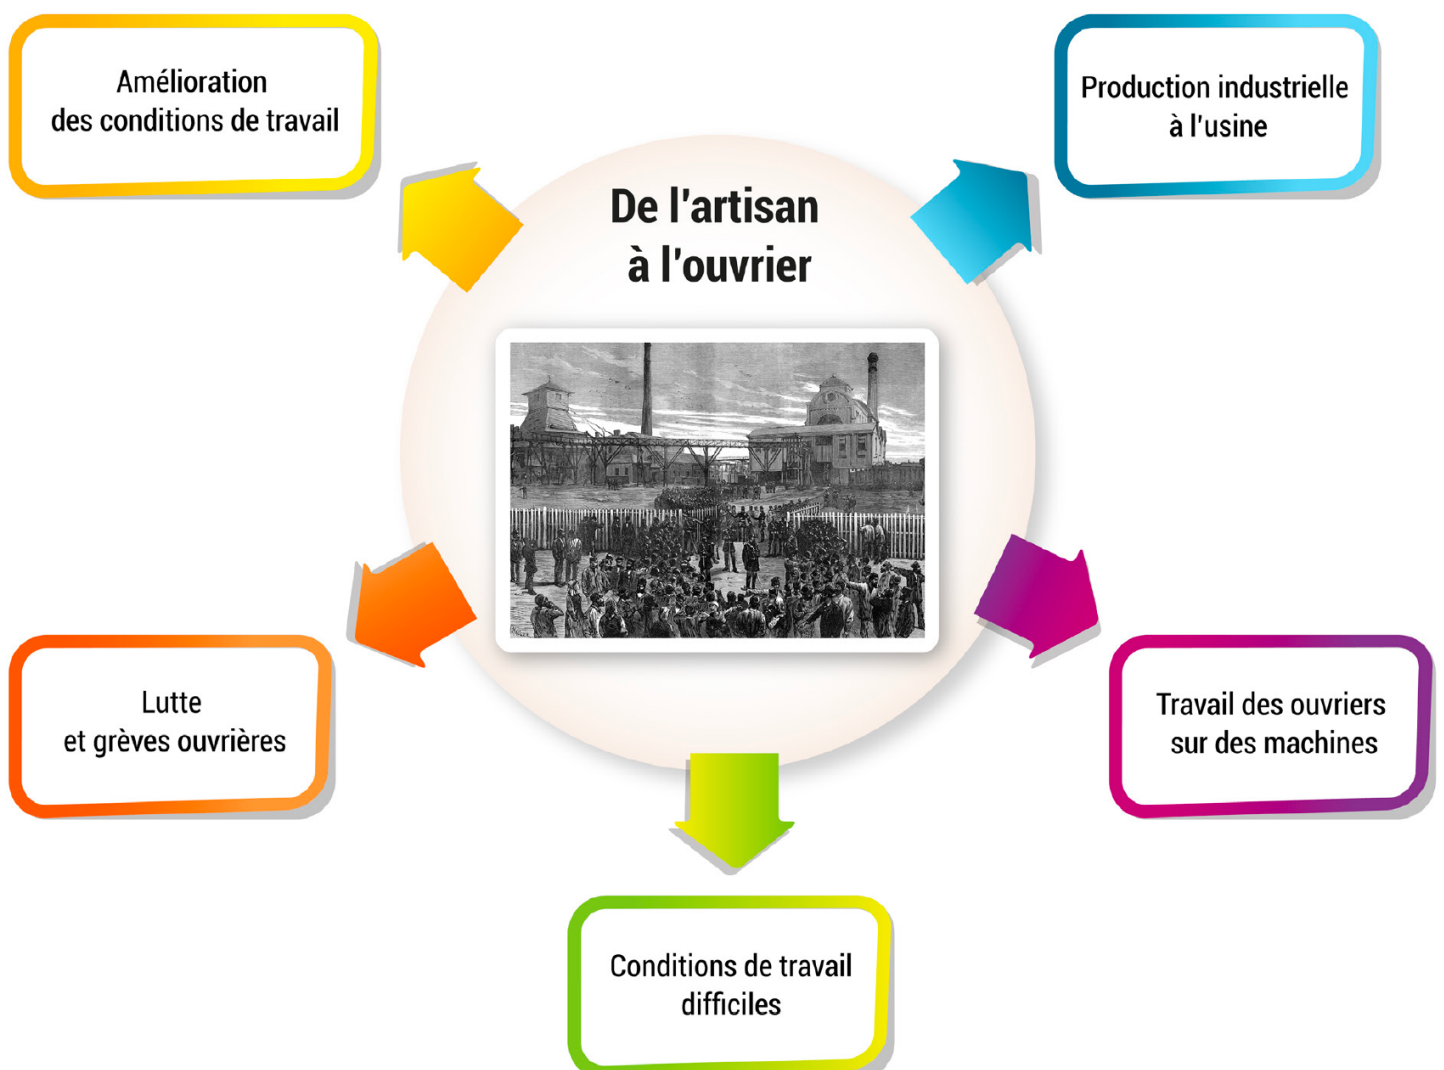 De l'artisan
à l'ouvrier
Production industrielle
à l'usine
Travail des ouvriers
sur des machines
Conditions de travail
difficiles
Lutte
et grèves ouvrières
Amélioration
des conditions de travail